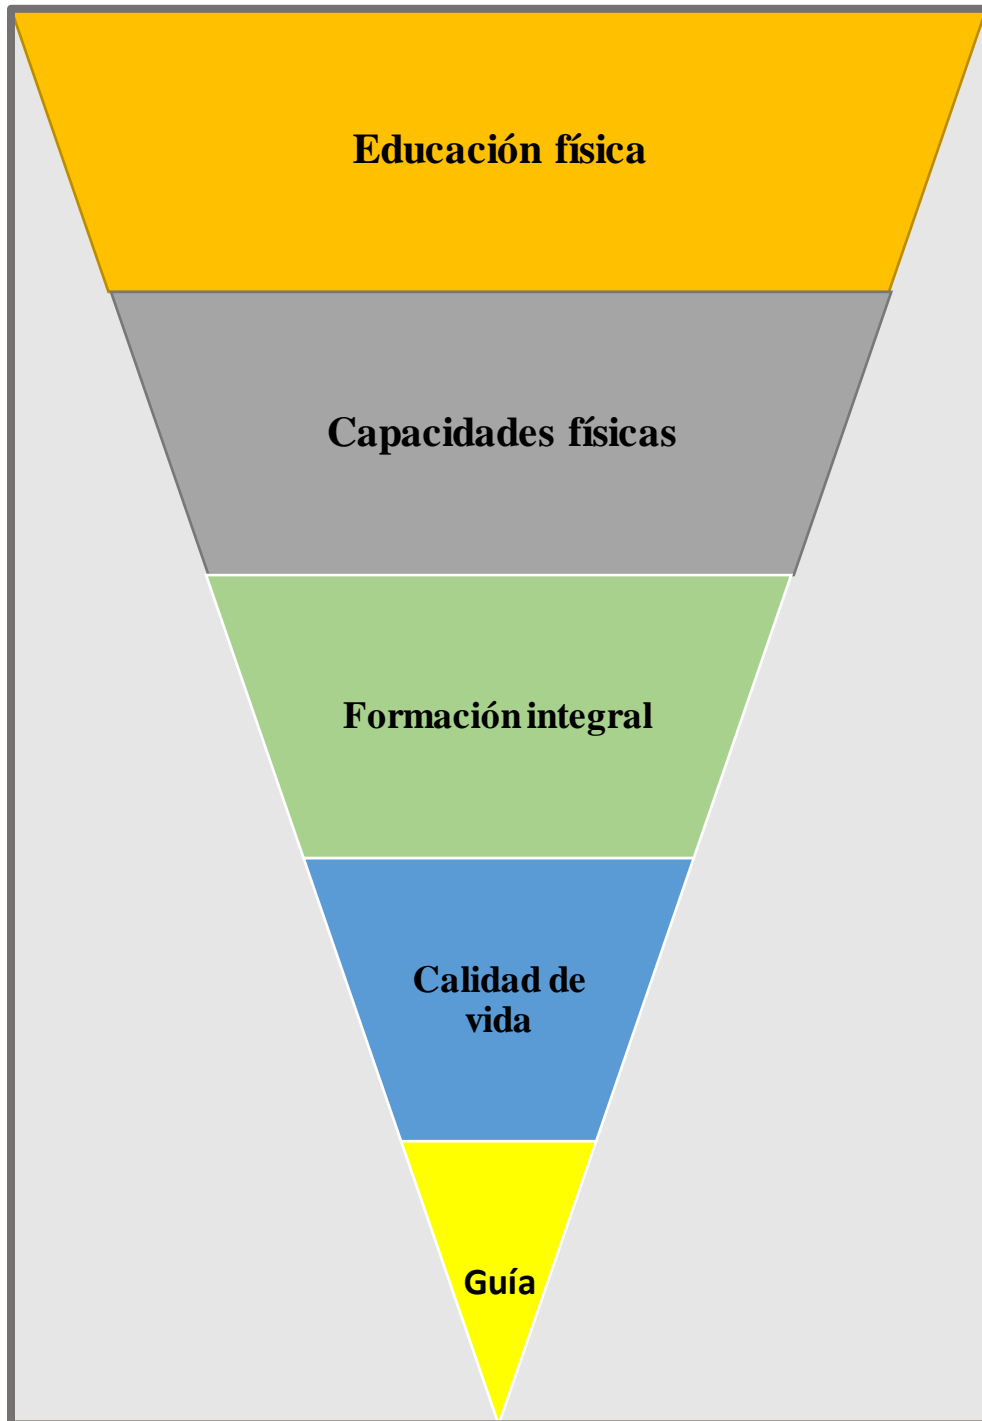 Educación física
Capacidades físicas
Formación integral
Calidad de
vida
Guía